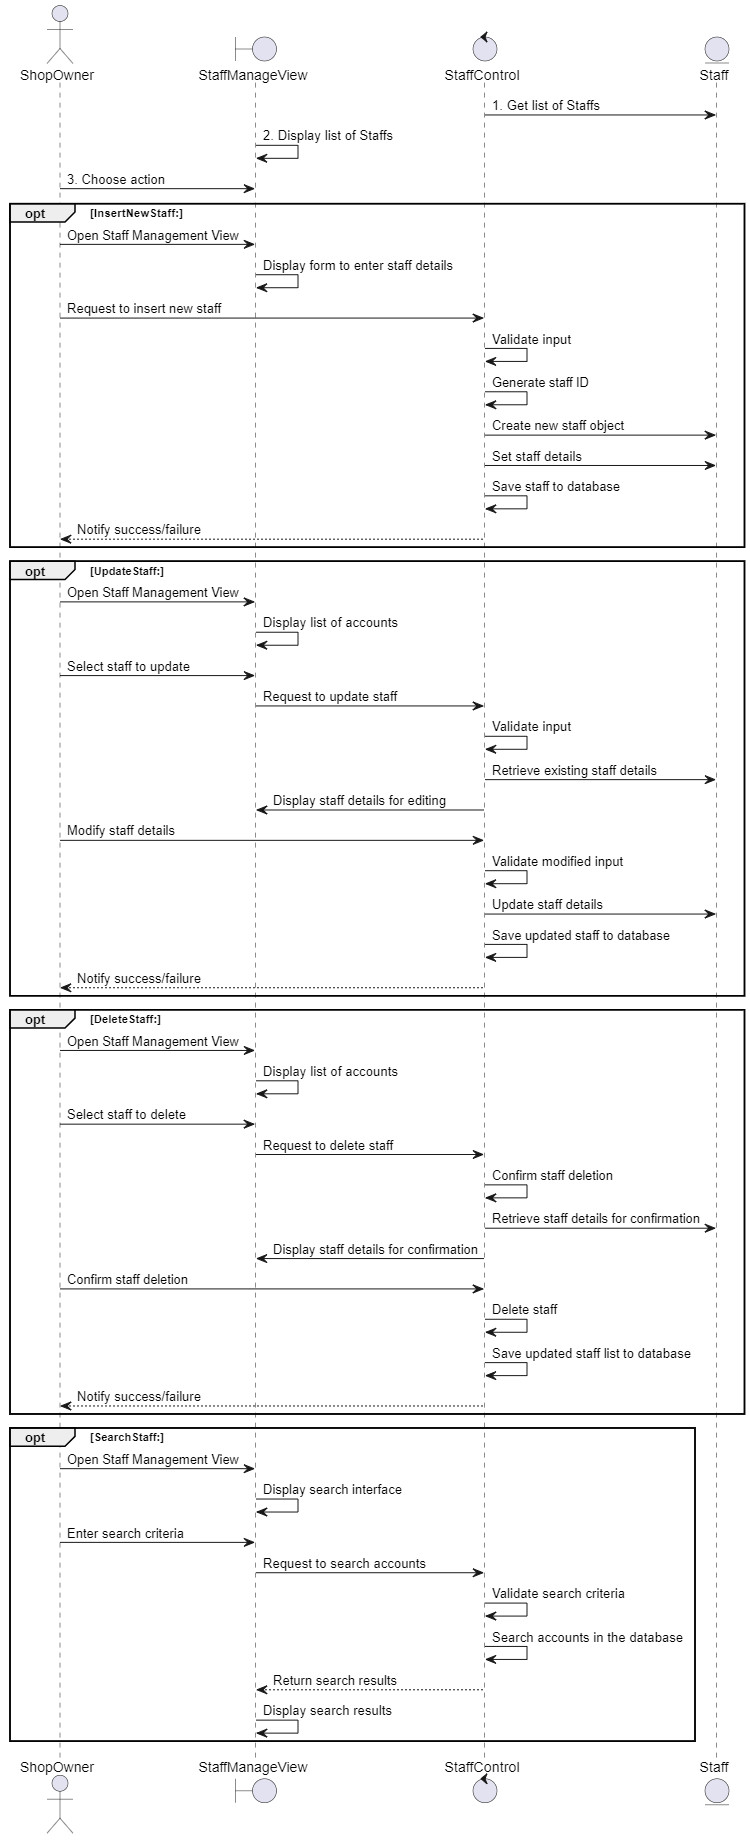 ShopOwner
StaffManageView
StaffControl
Staff
1. Get list of Staffs
2. Display list of Staffs
3. Choose action
opt [InsertNewStaff:]
Open Staff Management View
Display form to enter staff details
Request to insert new staff
Validate input
Generate staff ID
Create new staff object
Set staff details
Save staff to database
Notify success/failure
opt [UpdateStaff:]
Open Staff Management View
Display list of accounts
Select staff to update
Request to update staff
Validate input
Retrieve existing staff details
Display staff details for editing
Modify staff details
Validate modified input
Update staff details
Save updated staff to database
Notify success/failure
opt [DeleteStaff:]
Open Staff Management View
Display list of accounts
Select staff to delete
Request to delete staff
Confirm staff deletion
Retrieve staff details for confirmation
Display staff details for confirmation
Confirm staff deletion
Delete staff
Save updated staff list to database
Notify success/failure
opt [SearchStaff:]
Open Staff Management View
Display search interface
Enter search criteria
Request to search accounts
Validate search criteria
Search accounts in the database
Return search results
Display search results
ShopOwner
StaffManageView
StaffControl
Staff